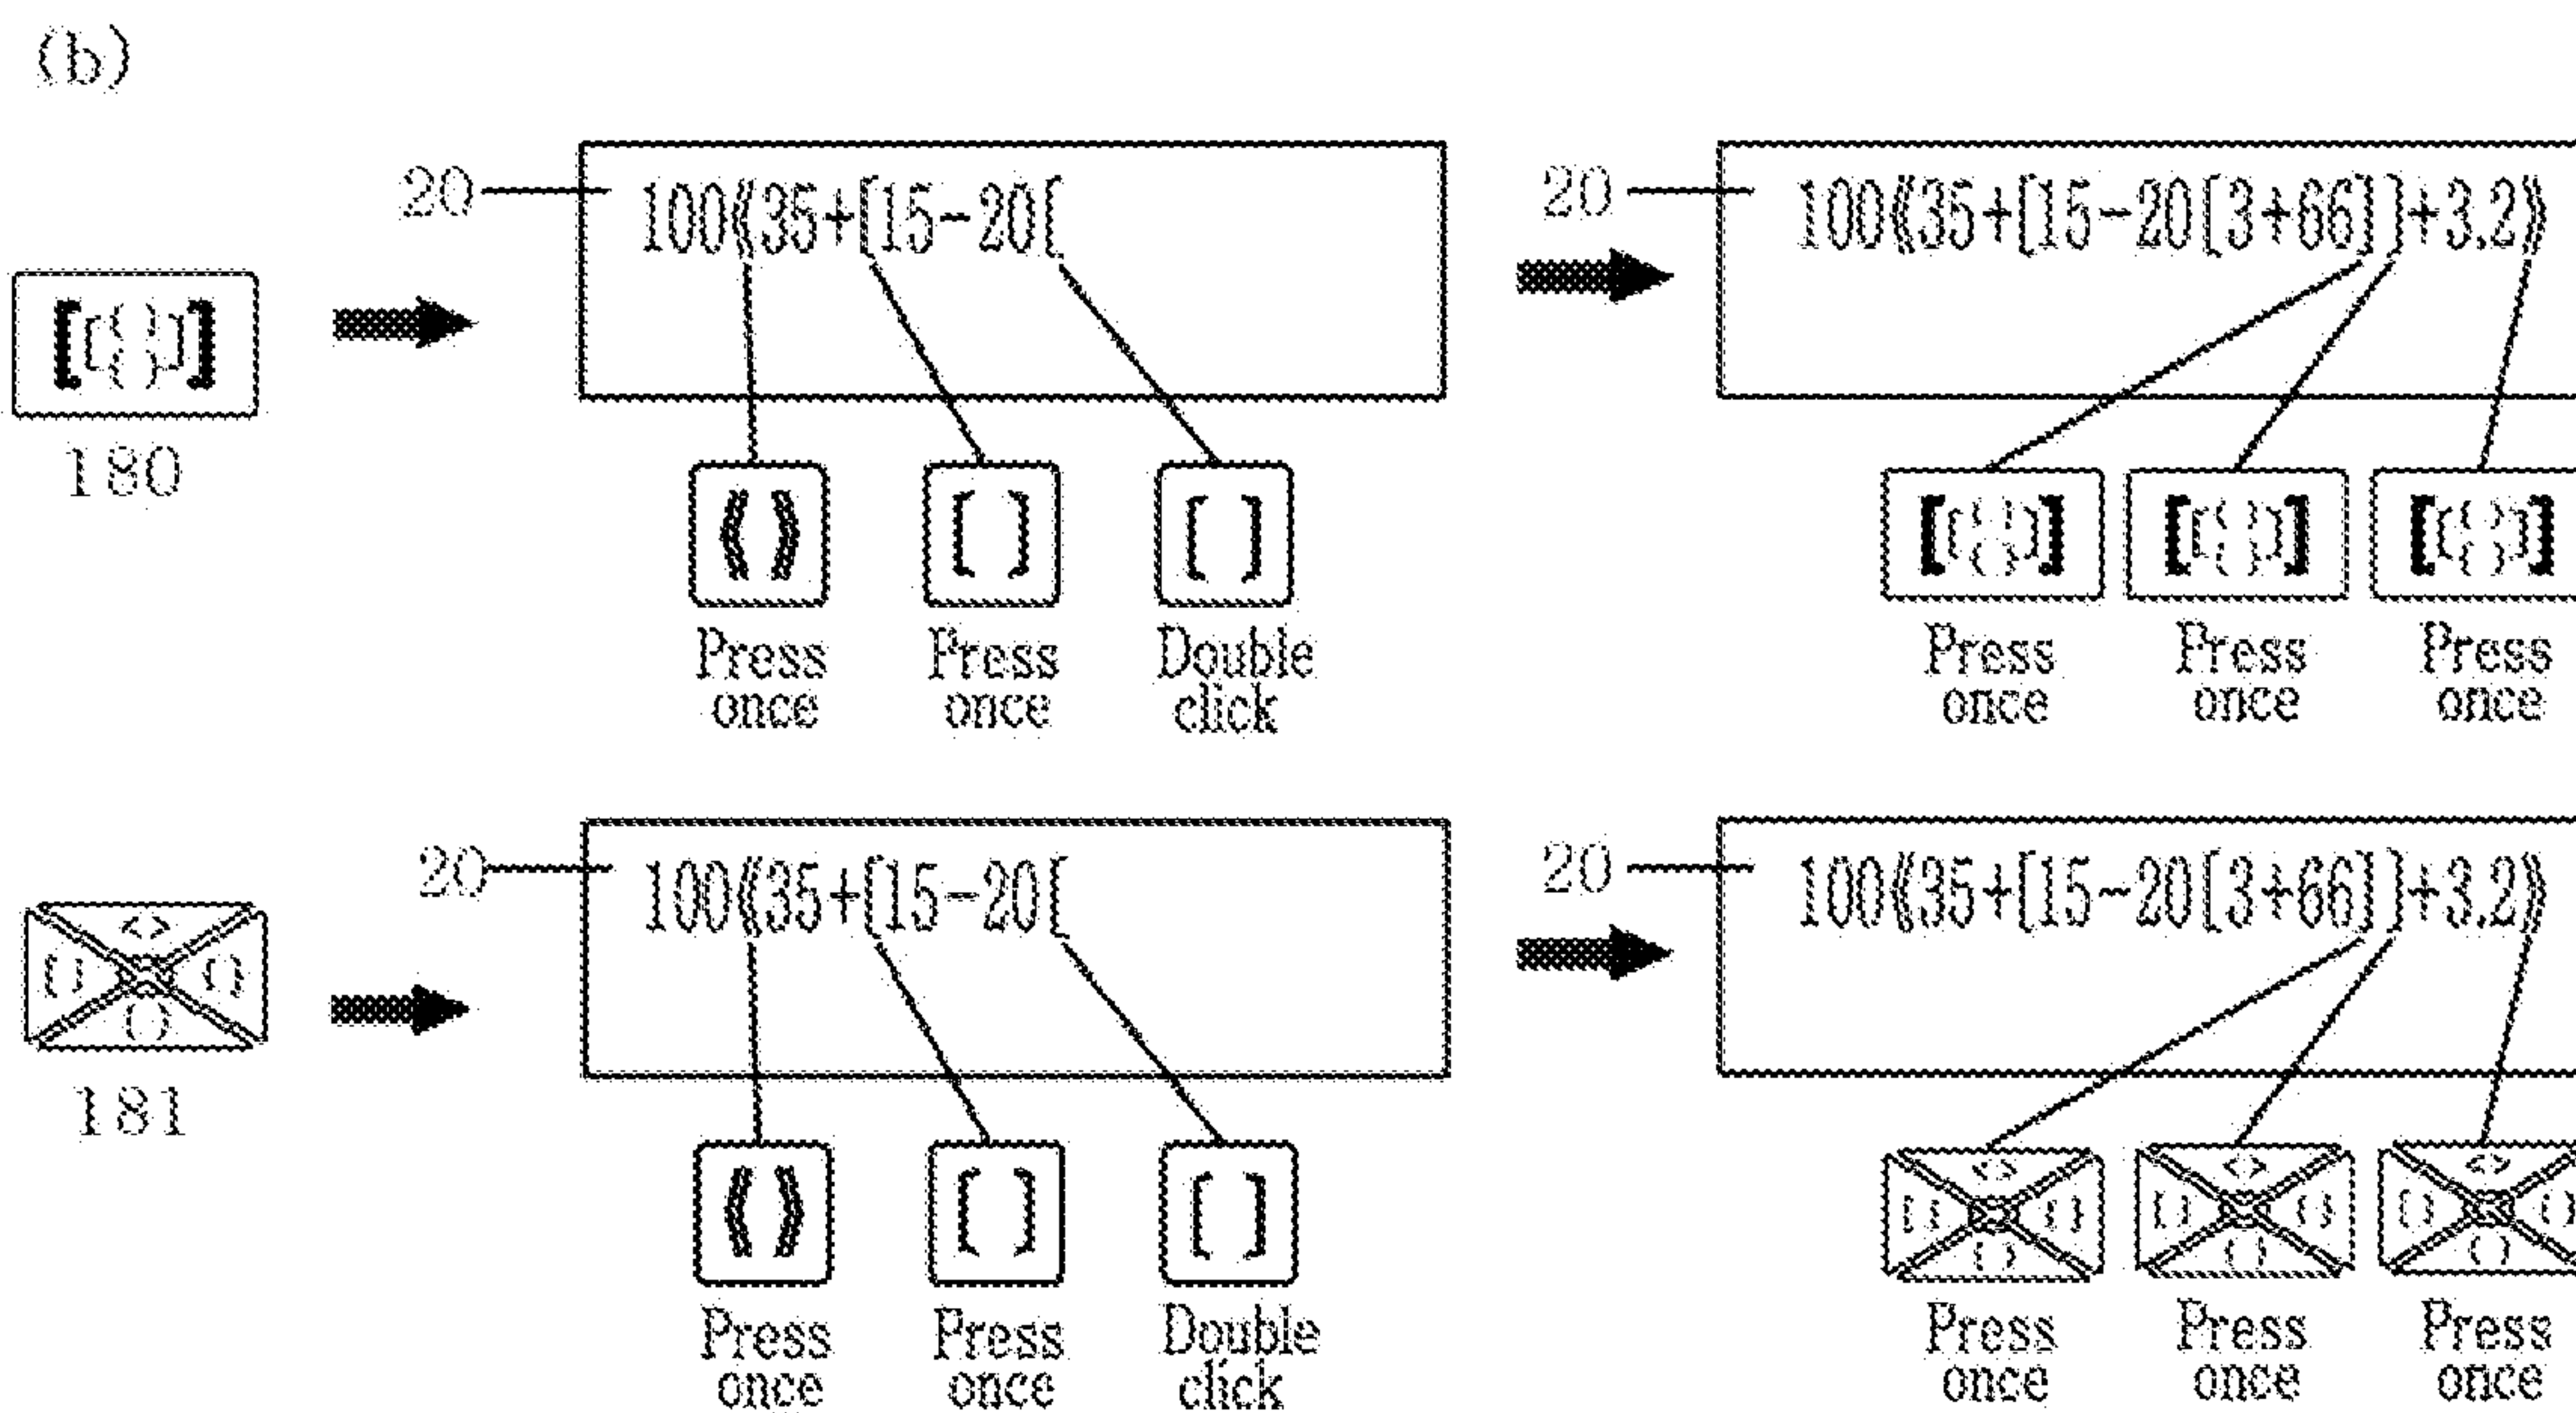 (b)
20 100《35+[15-20[
20 100《35+[15-20[3+66]]+3.2》
[[{}()]]
180
《 》 [ ] [ ]
[[{}()]] [[{}()]] [[{}()]]
Press once
Press once
Double click
Press once
Press once
Press once
20 100《35+[15-20[
20 100《35+[15-20[3+66]]+3.2》
<>
[ ] { }
( )
181
《 》 [ ] [ ]
<> <> <>
[ ] { } [ ] { } [ ] { }
( ) ( ) ( )
Press once
Press once
Double click
Press once
Press once
Press once